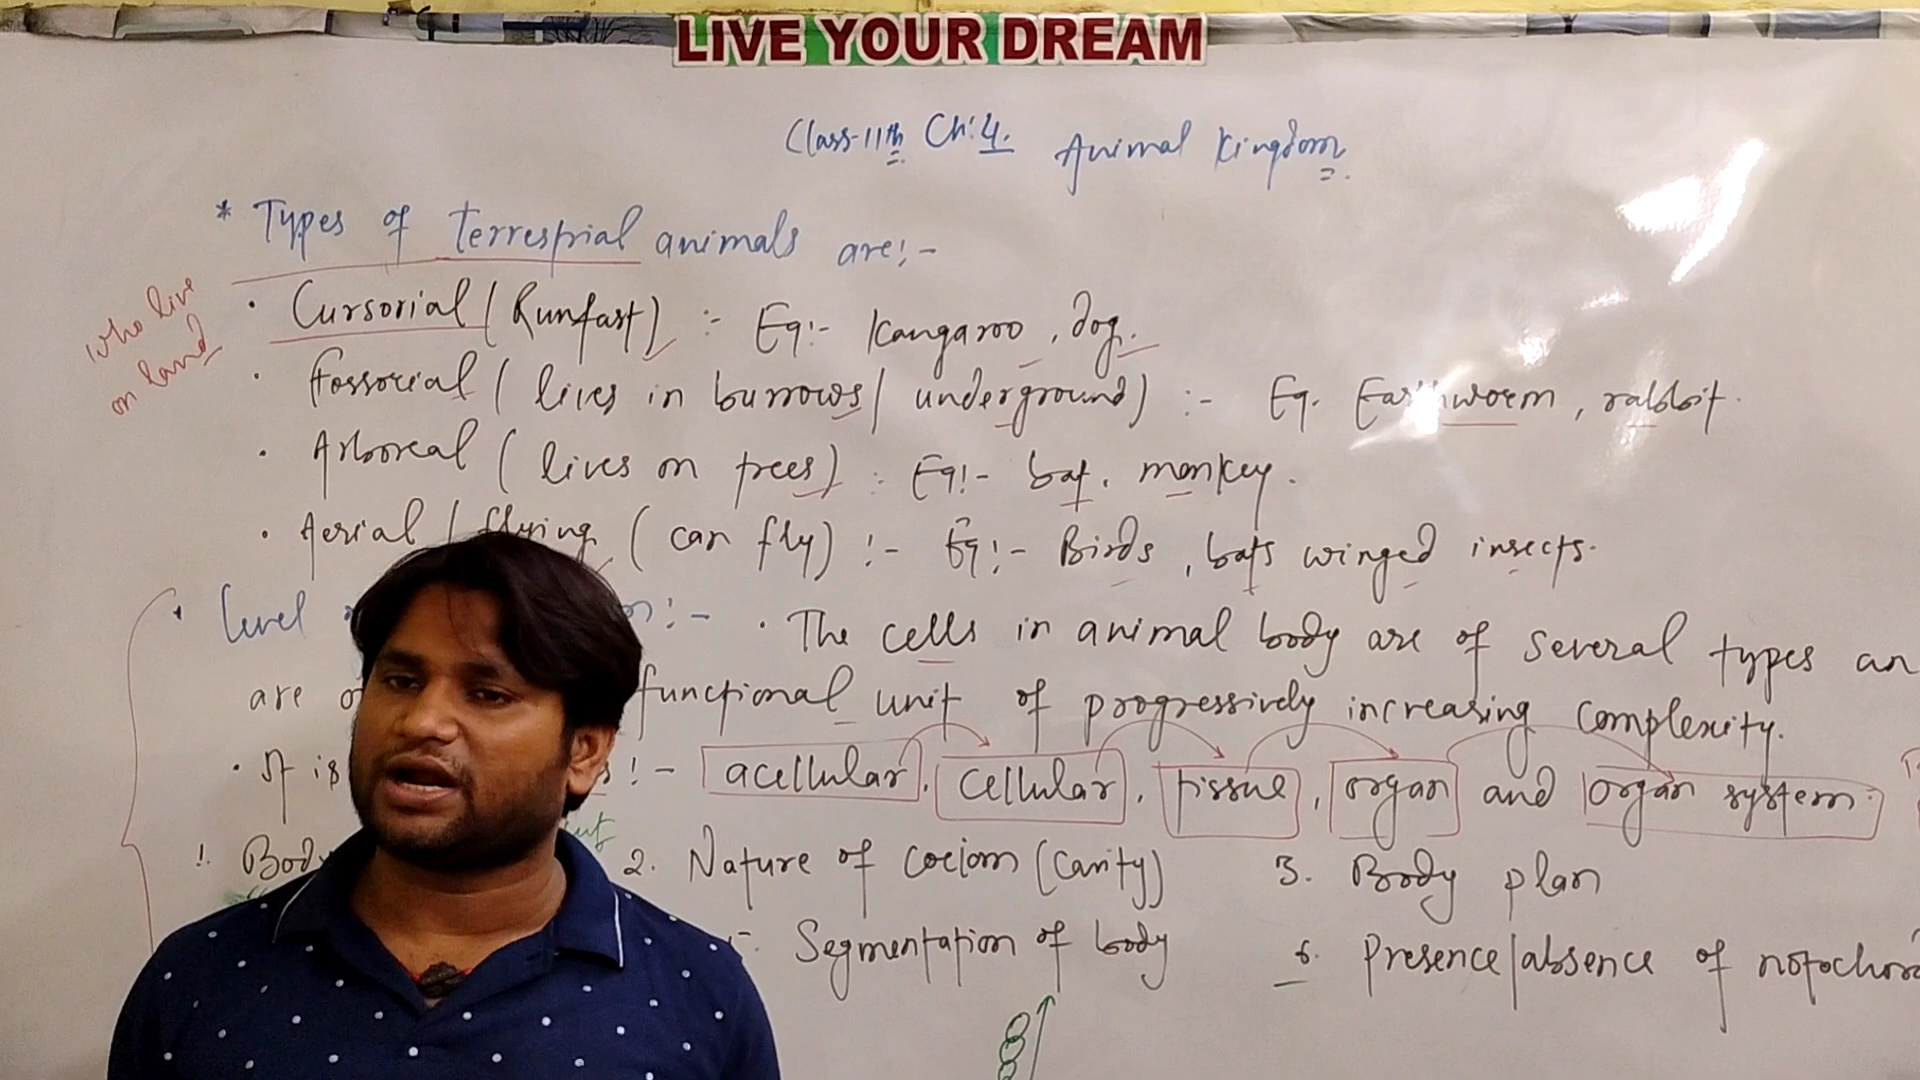 LIVE YOUR DREAM
Class-11th Ch:4. Animal Kingdom
* Types of Terrestrial animals are:-
who live
on land
• Cursorial (Runfast) :- Eg:- Kangaroo, dog.
• Fossorial (lives in burrows/underground) :- Eg. Earthworm, rabbit.
• Arboreal (lives on trees) : Eg:- bat, monkey.
• Aerial / flying (can fly) :- Eg:- Birds, bats winged insects.
* Level :- • The cells in animal body are of several types an
are functional unit of progressively increasing complexity.
• It is :- acellular, cellular, tissue, organ and organ system.
1. Body 2. Nature of coelom (Cavity) 3. Body plan
Segmentation of body 6. Presence/absence of notochord